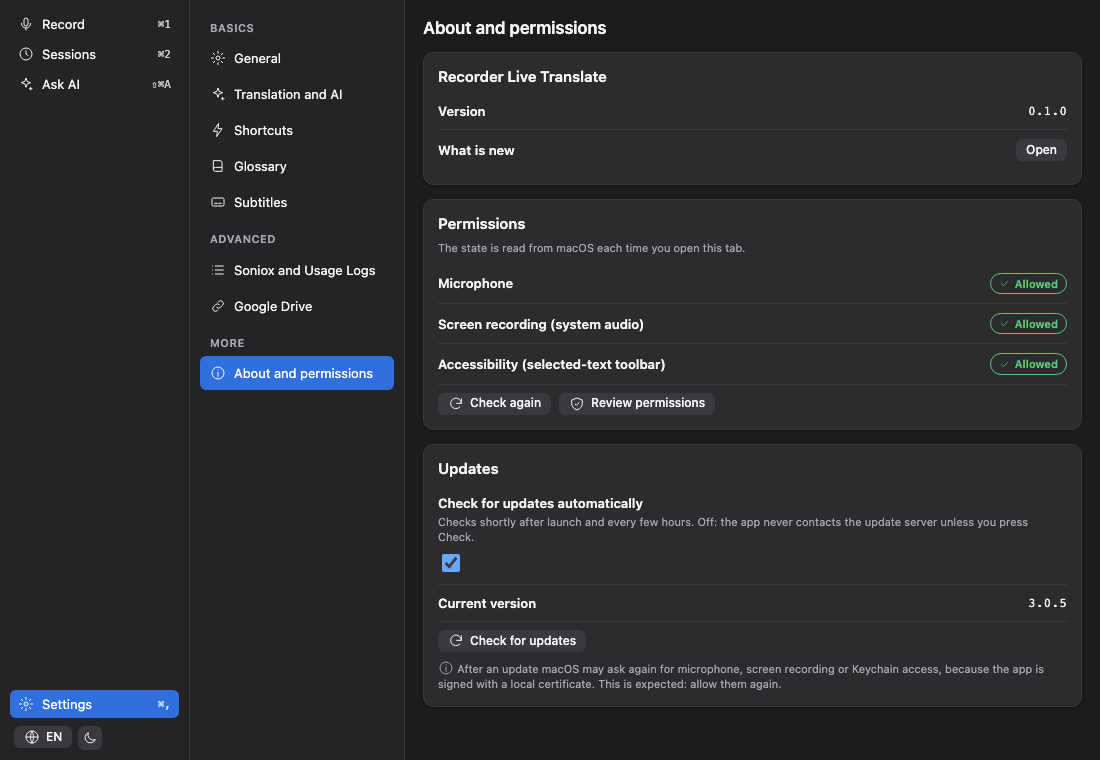 Record ⌘1
Sessions ⌘2
Ask AI ⇧⌘A
Settings ⌘,
EN
BASICS
General
Translation and AI
Shortcuts
Glossary
Subtitles
ADVANCED
Soniox and Usage Logs
Google Drive
MORE
About and permissions
About and permissions
Recorder Live Translate
Version 0.1.0
What is new Open
Permissions
The state is read from macOS each time you open this tab.
Microphone Allowed
Screen recording (system audio) Allowed
Accessibility (selected-text toolbar) Allowed
Check again Review permissions
Updates
Check for updates automatically
Checks shortly after launch and every few hours. Off: the app never contacts the update server unless you press
Check.
Current version 3.0.5
Check for updates
After an update macOS may ask again for microphone, screen recording or Keychain access, because the app is
signed with a local certificate. This is expected: allow them again.